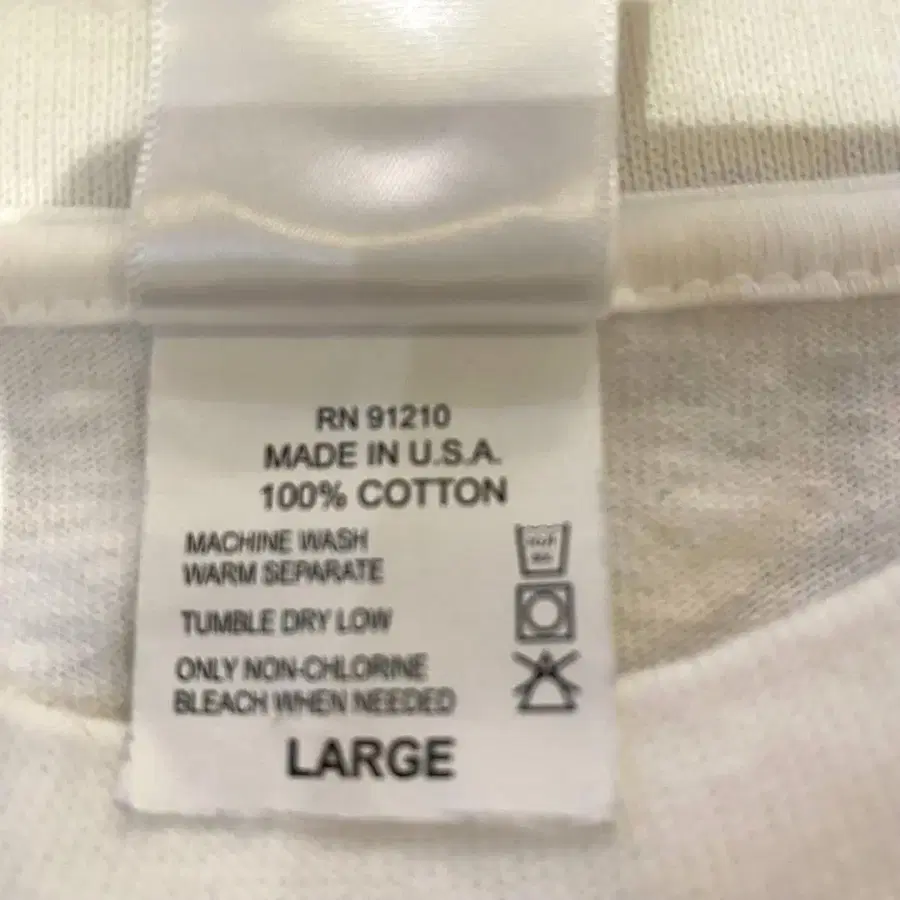 RN 91210
MADE IN U.S.A.
100% COTTON
MACHINE WASH
WARM SEPARATE
TUMBLE DRY LOW
ONLY NON-CHLORINE
BLEACH WHEN NEEDED
LARGE